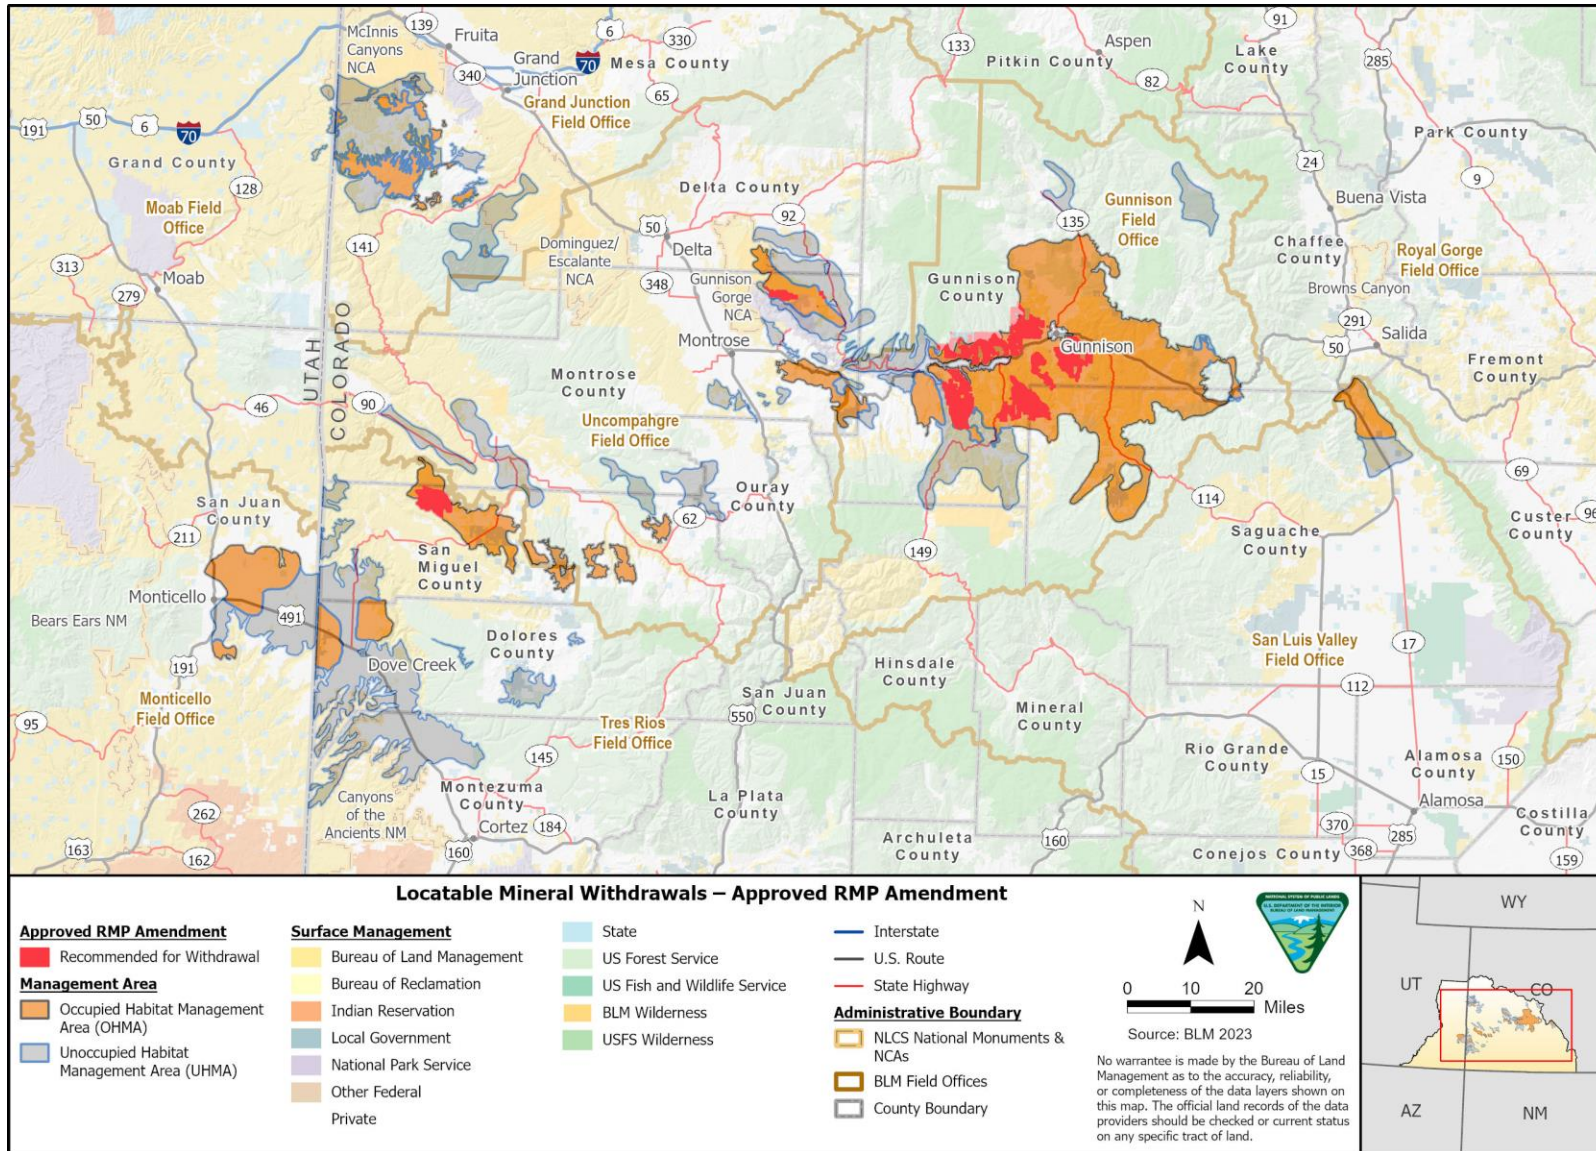 139
McInnis
Canyons
NCA
Fruita
6
330
133
Aspen
91
Grand
Junction
70
Mesa County
Pitkin County
Lake
County
285
340
82
65
Grand Junction
Field Office
191
50
6
70
Grand County
Park County
24
128
Delta County
9
Moab Field
Office
92
Gunnison
Field
Office
Buena Vista
135
141
50
Delta
Dominguez/
Escalante
NCA
Chaffee
County
Royal Gorge
Field Office
313
Moab
279
348
Gunnison
Gorge
NCA
Gunnison
County
Browns Canyon
291
Salida
50
UTAH
COLORADO
Montrose
Gunnison
Fremont
County
Montrose
County
46
90
Uncompahgre
Field Office
69
San Juan
County
Ouray
County
62
114
211
96
Custer
County
Saguache
County
149
San
Miguel
County
Monticello
491
Bears Ears NM
Dolores
County
San Luis Valley
Field Office
17
191
Dove Creek
Hinsdale
County
112
Monticello
Field Office
San Juan
County
Mineral
County
95
Tres Rios
Field Office
550
Rio Grande
County
Alamosa
County
150
145
15
Montezuma
County
La Plata
County
Alamosa
262
Canyons
of the
Ancients NM
Cortez
184
Costilla
County
370
285
163
162
160
Archuleta
County
160
Conejos County
368
159
Locatable Mineral Withdrawals – Approved RMP Amendment
Approved RMP Amendment
Recommended for Withdrawal
Management Area
Occupied Habitat Management
Area (OHMA)
Unoccupied Habitat
Management Area (UHMA)
Surface Management
Bureau of Land Management
Bureau of Reclamation
Indian Reservation
Local Government
National Park Service
Other Federal
Private
State
US Forest Service
US Fish and Wildlife Service
BLM Wilderness
USFS Wilderness
Interstate
U.S. Route
State Highway
Administrative Boundary
NLCS National Monuments &
NCAs
BLM Field Offices
County Boundary
N
NATIONAL SYSTEM OF PUBLIC LANDS
U.S. DEPARTMENT OF THE INTERIOR
BUREAU OF LAND MANAGEMENT
0 10 20
Miles
Source: BLM 2023
No warrantee is made by the Bureau of Land
Management as to the accuracy, reliability,
or completeness of the data layers shown on
this map. The official land records of the data
providers should be checked or current status
on any specific tract of land.
WY
UT
CO
AZ
NM